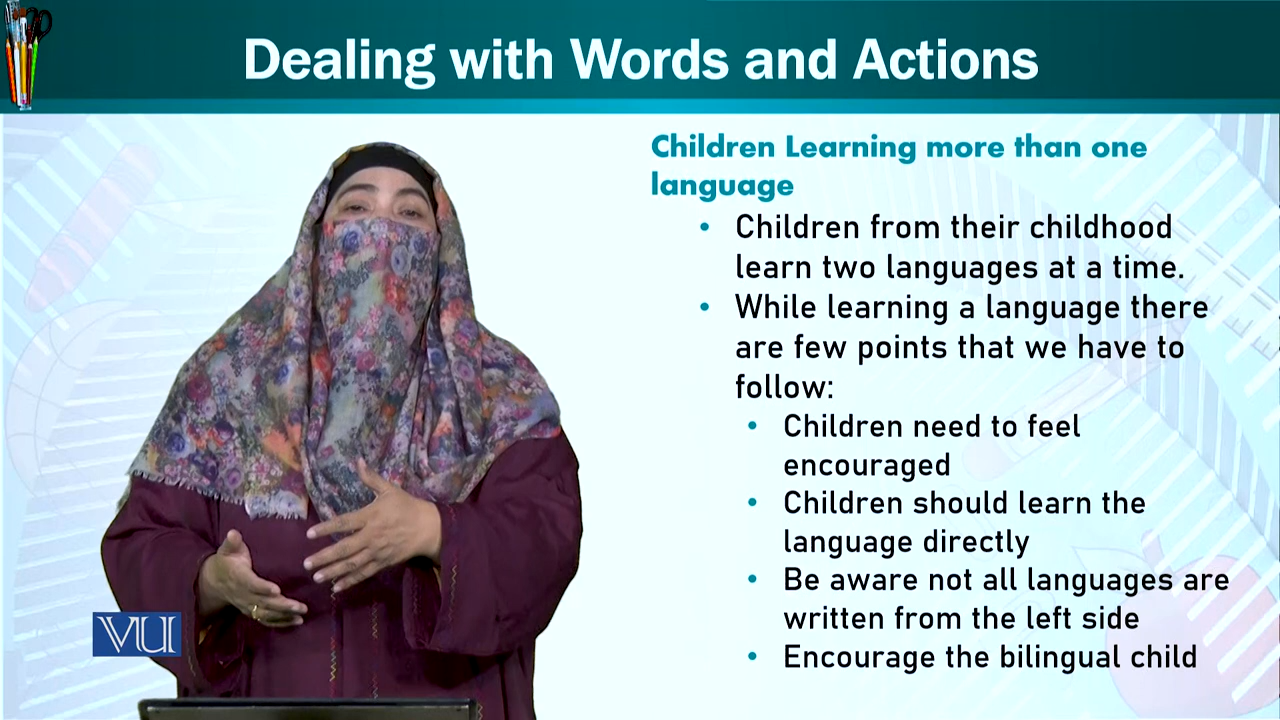 Dealing with Words and Actions
Children Learning more than one
language
• Children from their childhood
learn two languages at a time.
• While learning a language there
are few points that we have to
follow:
• Children need to feel
encouraged
• Children should learn the
language directly
• Be aware not all languages are
written from the left side
• Encourage the bilingual child
VU